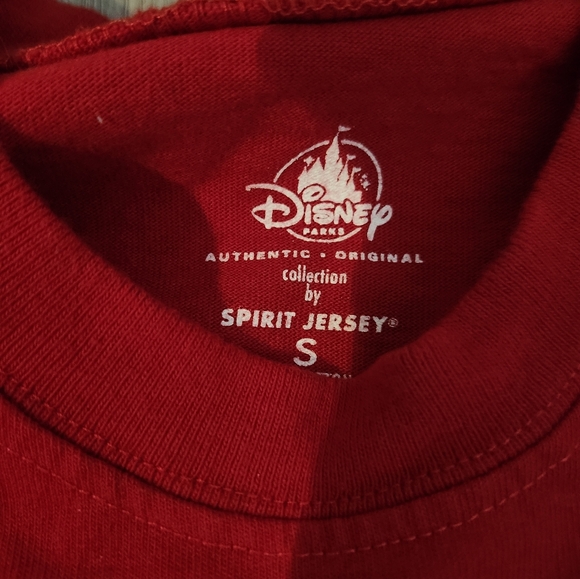 Disney
PARKS
AUTHENTIC • ORIGINAL
collection
by
SPIRIT JERSEY®
S